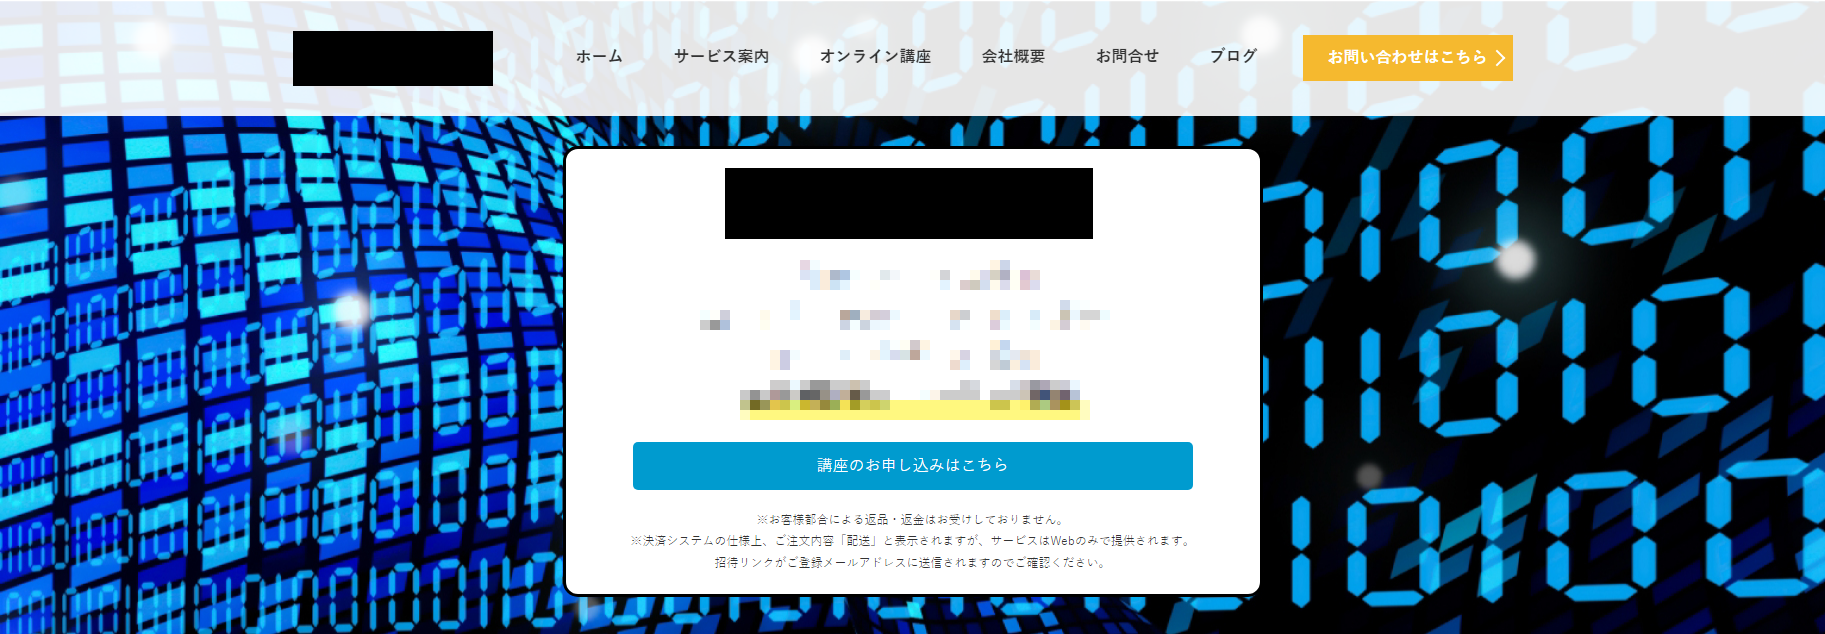 ホーム
サービス案内
オンライン講座
会社概要
お問合せ
ブログ
お問い合わせはこちら
講座のお申し込みはこちら
※お客様都合による返品・返金はお受けしておりません。
※決済システムの仕様上、ご注文内容「配送」と表示されますが、サービスはWebのみで提供されます。
招待リンクがご登録メールアドレスに送信されますのでご確認ください。